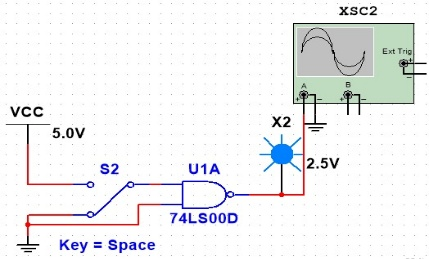 XSC2
Ext Trig
+
-
A
B
+
-
+
-
VCC
5.0V
X2
2.5V
S2
U1A
74LS00D
Key = Space